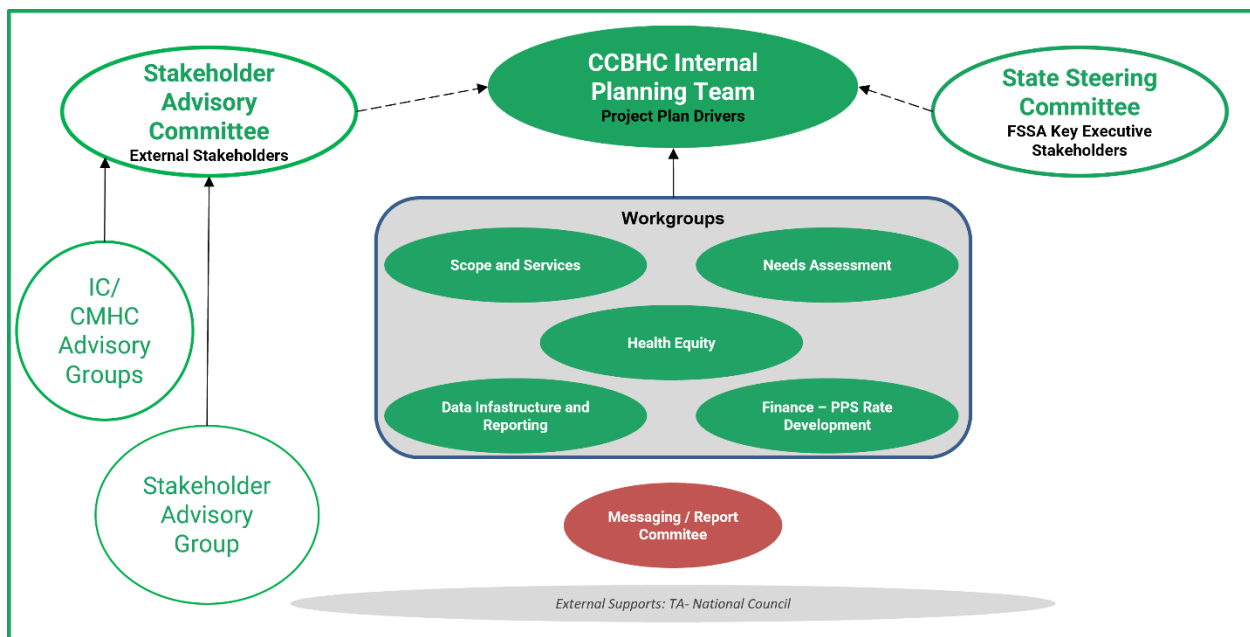 Stakeholder
Advisory
Committee
External Stakeholders
CCBHC Internal
Planning Team
Project Plan Drivers
State Steering
Committee
FSSA Key Executive
Stakeholders
Workgroups
Scope and Services
Needs Assessment
Health Equity
Data Infastructure and
Reporting
Finance – PPS Rate
Development
IC/
CMHC
Advisory
Groups
Stakeholder
Advisory
Group
Messaging / Report
Commitee
External Supports: TA- National Council